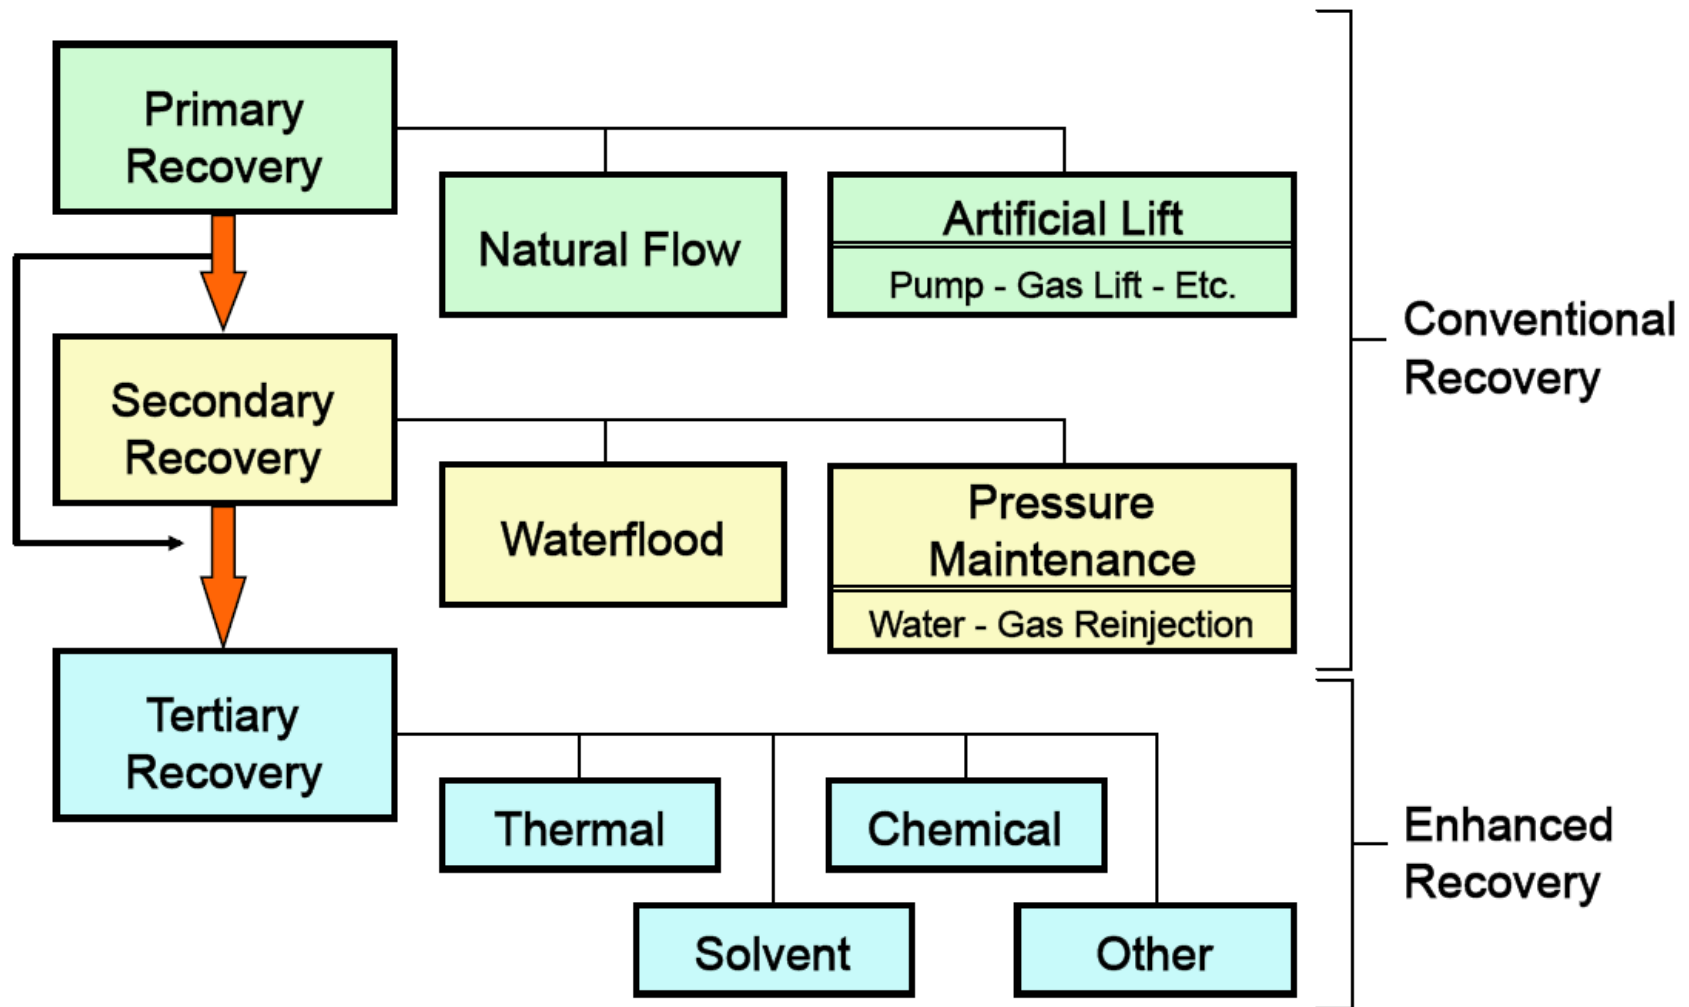 Primary
Recovery
Natural Flow
Artificial Lift
Pump - Gas Lift - Etc.
Conventional
Recovery
Secondary
Recovery
Waterflood
Pressure
Maintenance
Water - Gas Reinjection
Tertiary
Recovery
Thermal
Chemical
Solvent
Other
Enhanced
Recovery